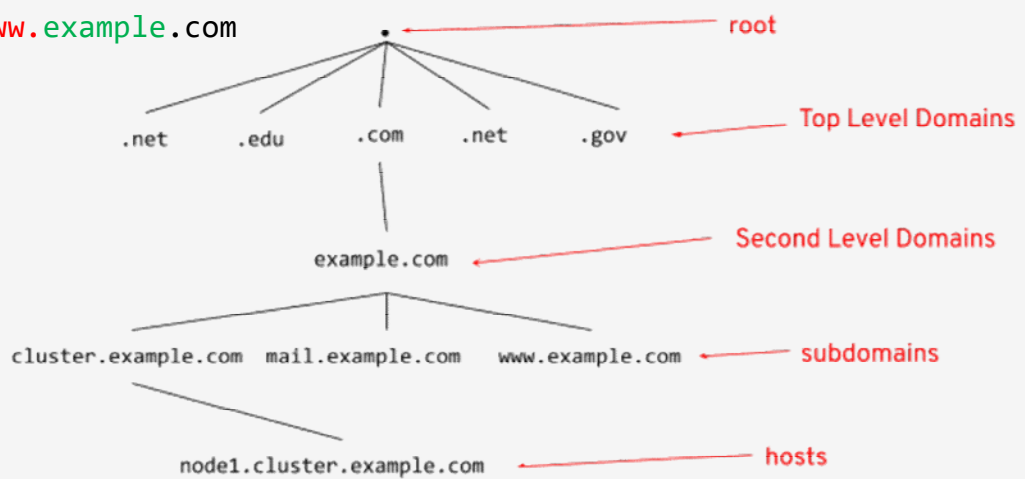 ww.example.com
root
.net .edu .com .net .gov
Top Level Domains
Second Level Domains
example.com
cluster.example.com mail.example.com www.example.com
subdomains
node1.cluster.example.com
hosts